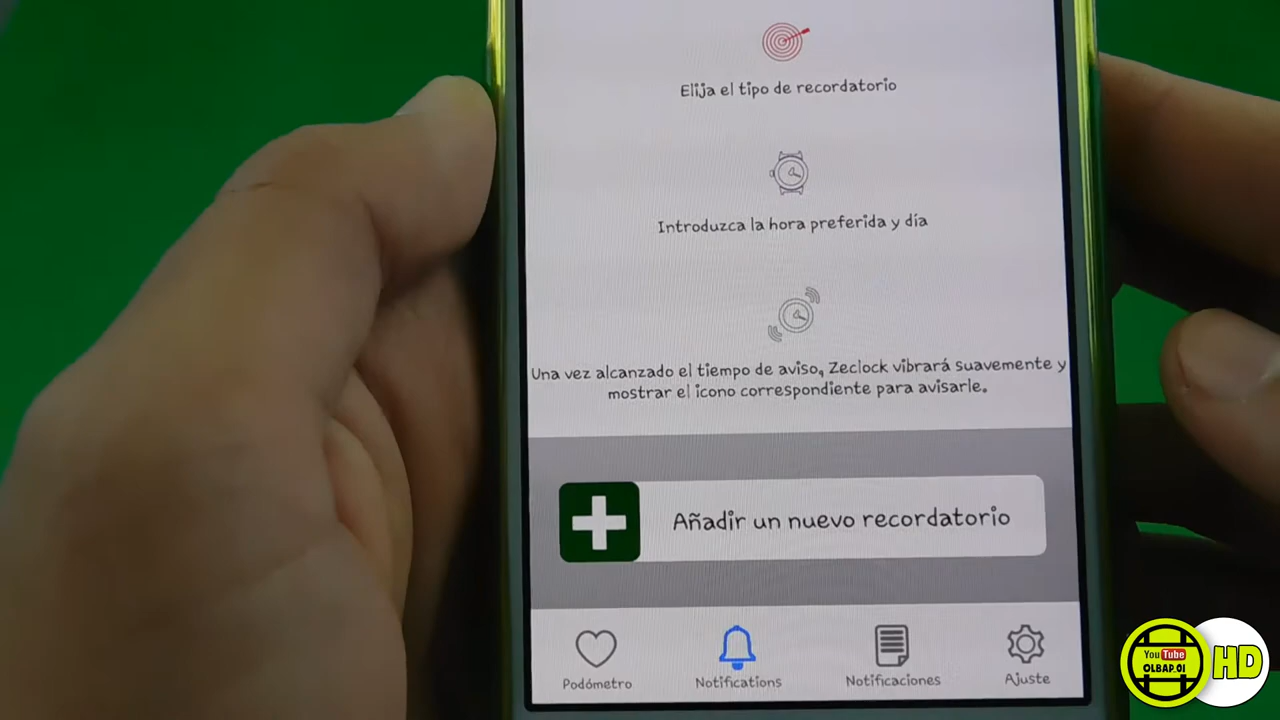 Elija el tipo de recordatorio
Introduzca la hora preferida y día
Una vez alcanzado el tiempo de aviso, Zeclock vibrará suavemente y
mostrar el icono correspondiente para avisarle.
Añadir un nuevo recordatorio
Podómetro
Notifications
Notificaciones
Ajuste
YouTube
OLBAP.OI
HD